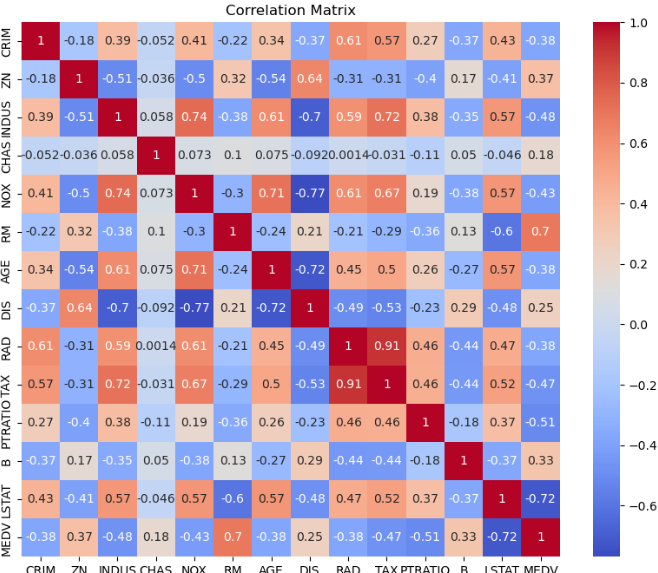 Correlation Matrix
CRIM 1 -0.18 0.39 -0.052 0.41 -0.22 0.34 -0.37 0.61 0.57 0.27 -0.37 0.43 -0.38
ZN -0.18 1 -0.51 -0.036 -0.5 0.32 -0.54 0.64 -0.31 -0.31 -0.4 0.17 -0.41 0.37
INDUS 0.39 -0.51 1 0.058 0.74 -0.38 0.61 -0.7 0.59 0.72 0.38 -0.35 0.57 -0.48
CHAS -0.052 -0.036 0.058 1 0.073 0.1 0.075 -0.092 0.0014 -0.031 -0.11 0.05 -0.046 0.18
NOX 0.41 -0.5 0.74 0.073 1 -0.3 0.71 -0.77 0.61 0.67 0.19 -0.38 0.57 -0.43
RM -0.22 0.32 -0.38 0.1 -0.3 1 -0.24 0.21 -0.21 -0.29 -0.36 0.13 -0.6 0.7
AGE 0.34 -0.54 0.61 0.075 0.71 -0.24 1 -0.72 0.45 0.5 0.26 -0.27 0.57 -0.38
DIS -0.37 0.64 -0.7 -0.092 -0.77 0.21 -0.72 1 -0.49 -0.53 -0.23 0.29 -0.48 0.25
RAD 0.61 -0.31 0.59 0.0014 0.61 -0.21 0.45 -0.49 1 0.91 0.46 -0.44 0.47 -0.38
TAX 0.57 -0.31 0.72 -0.031 0.67 -0.29 0.5 -0.53 0.91 1 0.46 -0.44 0.52 -0.47
PTRATIO 0.27 -0.4 0.38 -0.11 0.19 -0.36 0.26 -0.23 0.46 0.46 1 -0.18 0.37 -0.51
B -0.37 0.17 -0.35 0.05 -0.38 0.13 -0.27 0.29 -0.44 -0.44 -0.18 1 -0.37 0.33
LSTAT 0.43 -0.41 0.57 -0.046 0.57 -0.6 0.57 -0.48 0.47 0.52 0.37 -0.37 1 -0.72
MEDV -0.38 0.37 -0.48 0.18 -0.43 0.7 -0.38 0.25 -0.38 -0.47 -0.51 0.33 -0.72 1
CRIM ZN INDUS CHAS NOX RM AGE DIS RAD TAX PTRATIO B LSTAT MEDV
1.0
0.8
0.6
0.4
0.2
0.0
-0.2
-0.4
-0.6